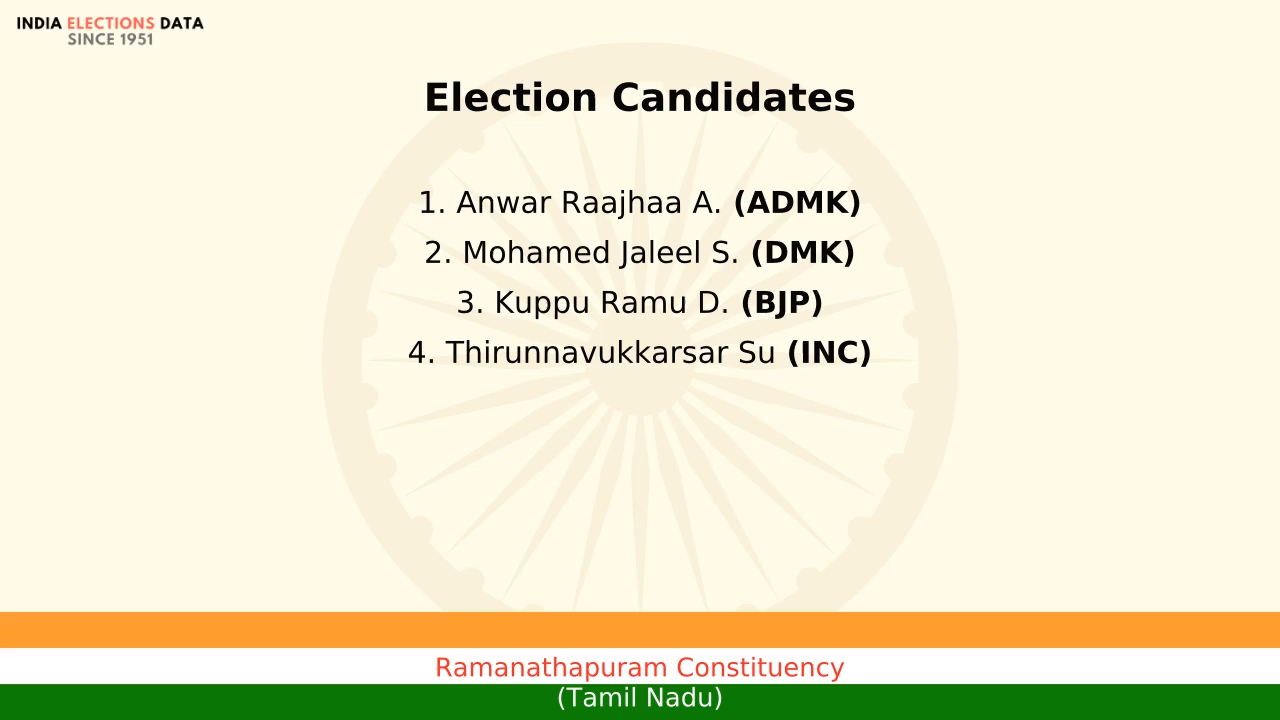 INDIA ELECTIONS DATA
SINCE 1951
Election Candidates
1. Anwar Raajhaa A. (ADMK)
2. Mohamed Jaleel S. (DMK)
3. Kuppu Ramu D. (BJP)
4. Thirunnavukkarsar Su (INC)
Ramanathapuram Constituency
(Tamil Nadu)